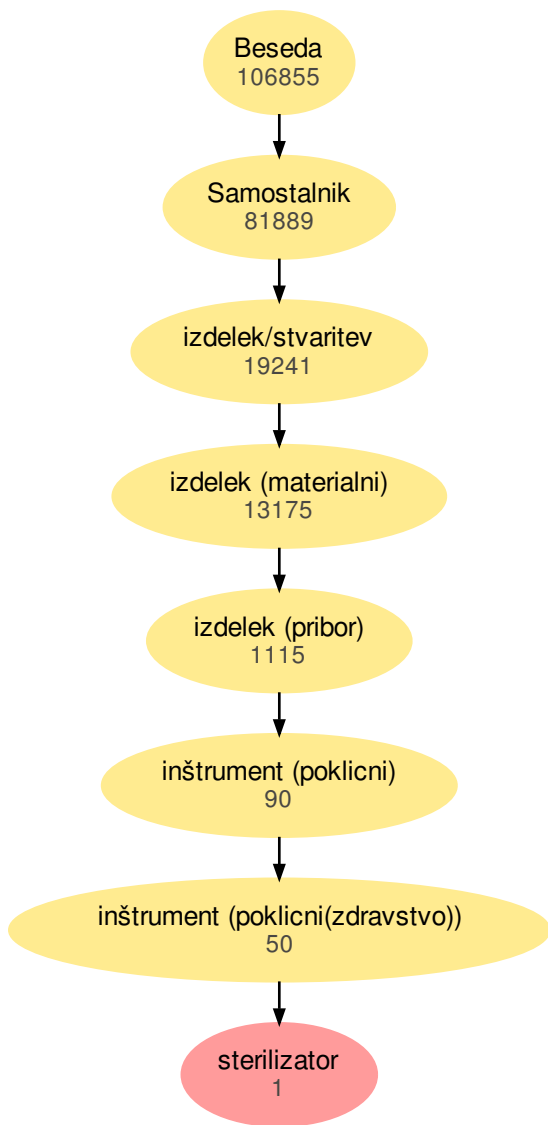 Beseda
106855
Samostalnik
81889
izdelek/stvaritev
19241
izdelek (materialni)
13175
izdelek (pribor)
1115
inštrument (poklicni)
90
inštrument (poklicni(zdravstvo))
50
sterilizator
1